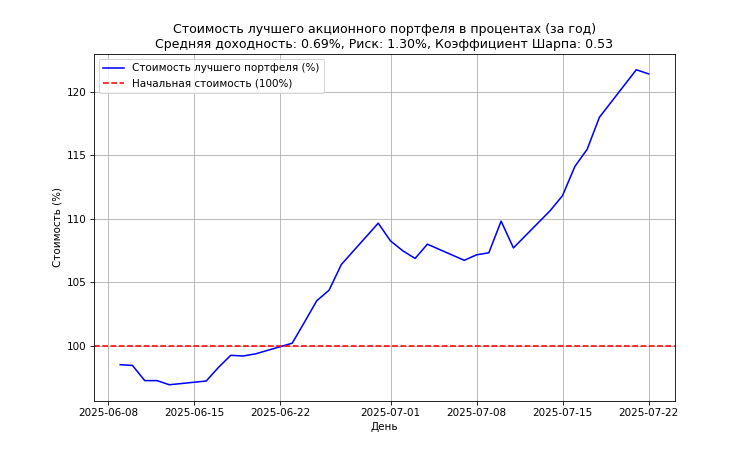 Стоимость лучшего акционного портфеля в процентах (за год)
Средняя доходность: 0.69%, Риск: 1.30%, Коэффициент Шарпа: 0.53
Стоимость лучшего портфеля (%)
Начальная стоимость (100%)
Стоимость (%)
120
115
110
105
100
2025-06-08 2025-06-15 2025-06-22 2025-07-01 2025-07-08 2025-07-15 2025-07-22
День